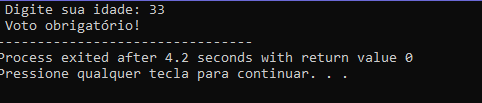 Digite sua idade: 33
Voto obrigatório!
--------------------------------
Process exited after 4.2 seconds with return value 0
Pressione qualquer tecla para continuar. . .